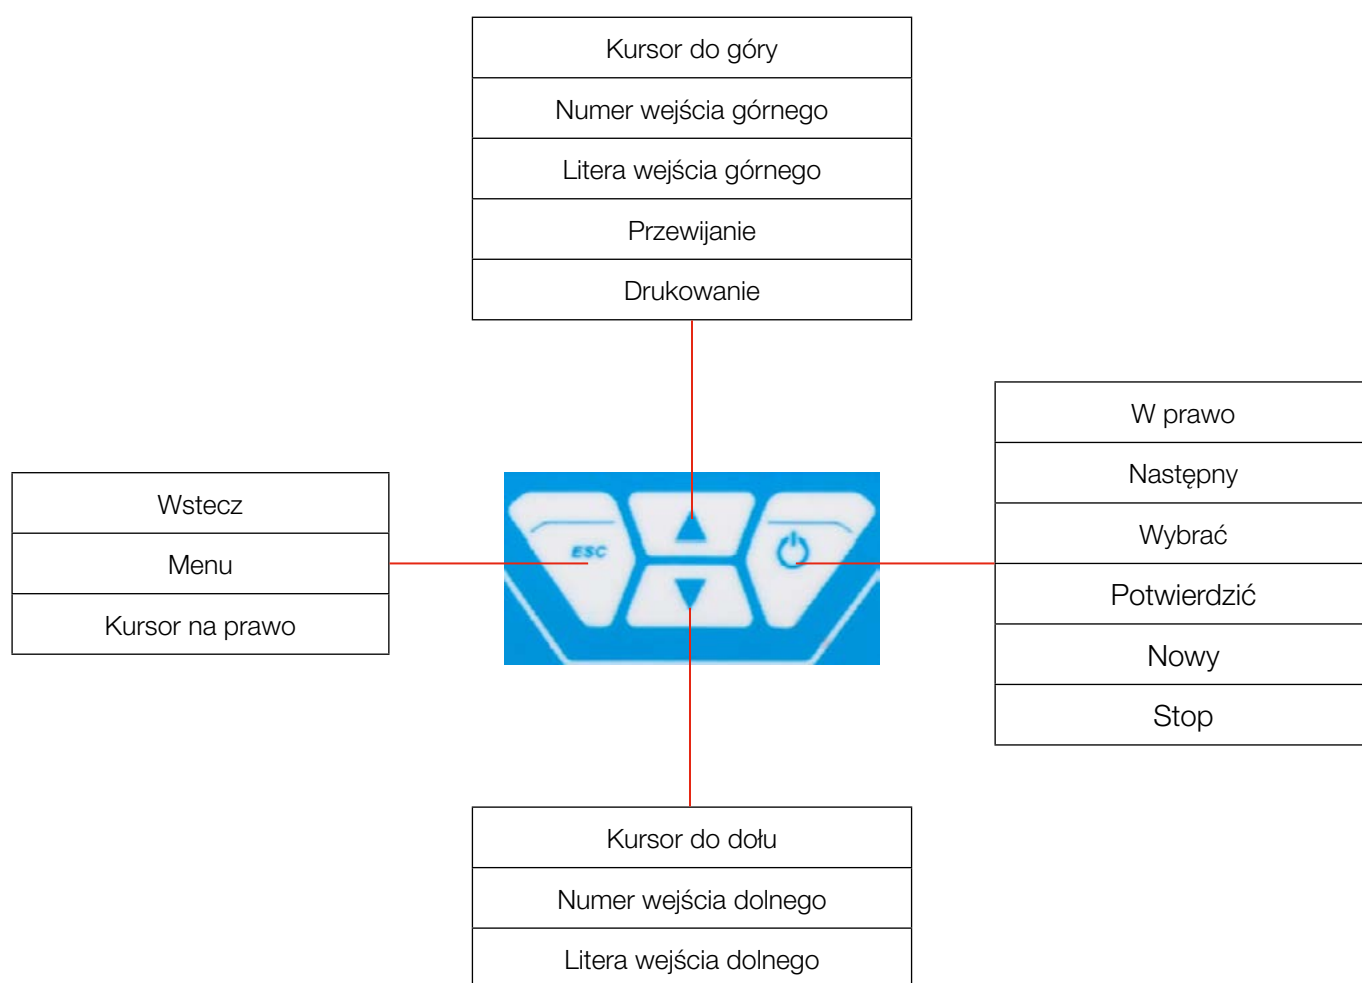 Kursor do góry
Numer wejścia górnego
Litera wejścia górnego
Przewijanie
Drukowanie
Wstecz
Menu
Kursor na prawo
ESC
W prawo
Następny
Wybrać
Potwierdzić
Nowy
Stop
Kursor do dołu
Numer wejścia dolnego
Litera wejścia dolnego